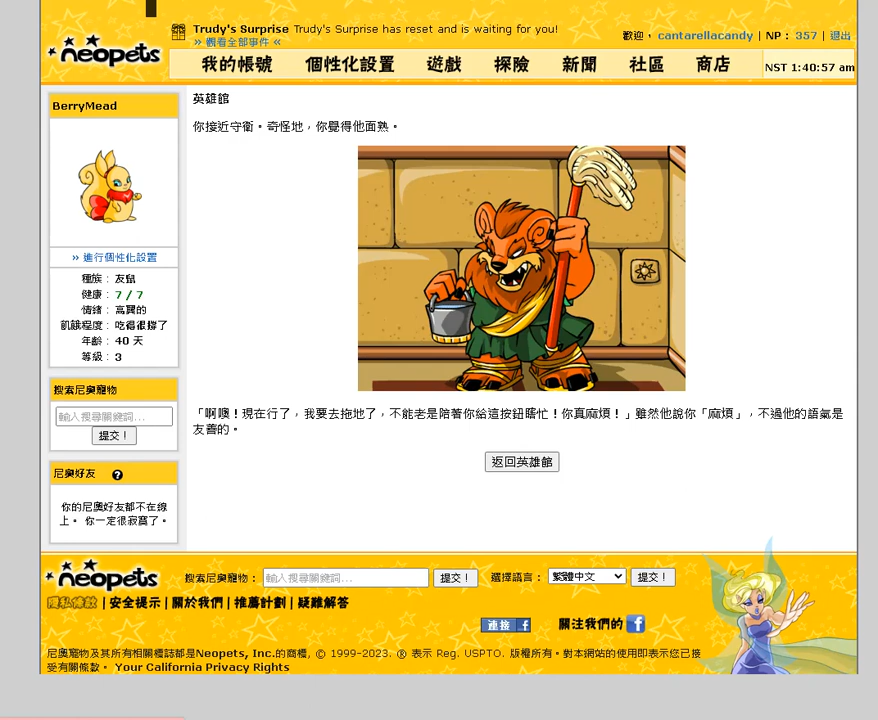 Trudy's Surprise Trudy's Surprise has reset and is waiting for you!
» 觀看全部事件 «
歡迎, cantarellacandy | NP : 357 | 退出
neopets
我的帳號 個性化設置 遊戲 探險 新聞 社區 商店
NST 1:40:57 am
BerryMead
» 進行個性化設置
種族 : 友鼠
健康 : 7 / 7
情緒 : 高興的
飢餓程度 : 吃得很撐了
年齡 : 40 天
等級 : 3
搜索尼奧寵物
輸入搜尋關鍵詞...
提交!
尼奧好友 ?
你的尼奧好友都不在線
上。 你一定很寂寞了。
英雄館
你接近守衛。奇怪地,你覺得他面熟。
「啊噢!現在行了,我要去拖地了,不能老是陪著你給這按鈕瞎忙!你真麻煩!」雖然他說你「麻煩」,不過他的語氣是
友善的。
返回英雄館
neopets
搜索尼奧寵物 : 輸入搜尋關鍵詞... 提交! 選擇語言 : 繁體中文 提交!
隱私條款 | 安全提示 | 關於我們 | 推薦計劃 | 疑難解答
連接 f 關注我們的 f
尼奧寵物及其所有相關標誌都是Neopets, Inc.的商標, © 1999-2023. ® 表示 Reg. USPTO. 版權所有。對本網站的使用即表示您已接
受有關條款。 Your California Privacy Rights